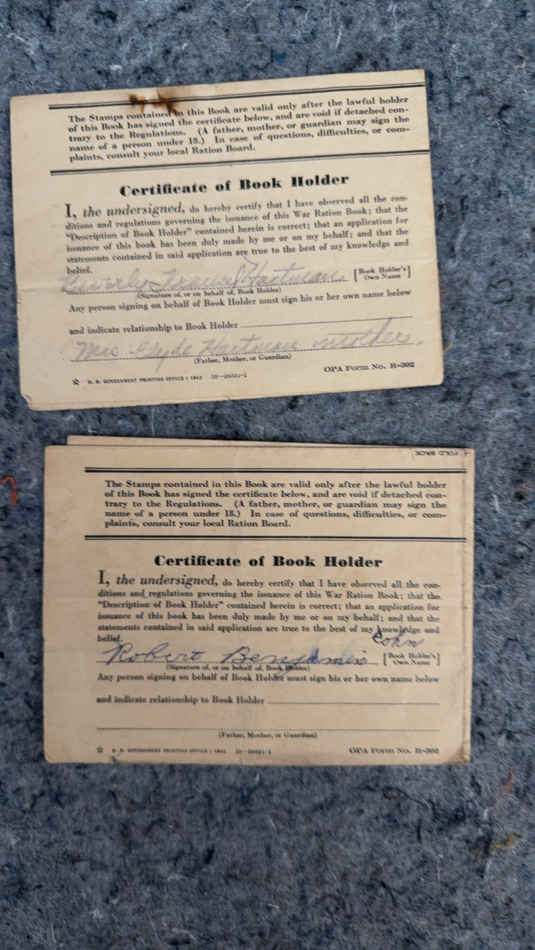 The Stamps contained in this Book are valid only after the lawful holder
of this Book has signed the certificate below, and are void if detached con-
trary to the Regulations. (A father, mother, or guardian may sign the
name of a person under 18.) In case of questions, difficulties, or com-
plaints, consult your local Ration Board.
Certificate of Book Holder
I, the undersigned, do hereby certify that I have observed all the con-
ditions and regulations governing the issuance of this War Ration Book; that the
"Description of Book Holder" contained herein is correct; that an application for
issuance of this book has been duly made by me or on my behalf; and that the
statements contained in said application are true to the best of my knowledge and
belief.
Beverly Hartman [Book Holder's
Own Name]
(Signature of, or on behalf of, Book Holder)
Any person signing on behalf of Book Holder must sign his or her own name below
and indicate relationship to Book Holder
Mrs Clyde Hartman mother.
(Father, Mother, or Guardian)
☆ U. S. GOVERNMENT PRINTING OFFICE : 1942 OPA Form No. R-302
FOLD BACK
The Stamps contained in this Book are valid only after the lawful holder
of this Book has signed the certificate below, and are void if detached con-
trary to the Regulations. (A father, mother, or guardian may sign the
name of a person under 18.) In case of questions, difficulties, or com-
plaints, consult your local Ration Board.
Certificate of Book Holder
I, the undersigned, do hereby certify that I have observed all the con-
ditions and regulations governing the issuance of this War Ration Book; that the
"Description of Book Holder" contained herein is correct; that an application for
issuance of this book has been duly made by me or on my behalf; and that the
statements contained in said application are true to the best of my knowledge and
belief.
Cohn
Robert Benjamin [Book Holder's
Own Name]
(Signature of, or on behalf of, Book Holder)
Any person signing on behalf of Book Holder must sign his or her own name below
and indicate relationship to Book Holder
(Father, Mother, or Guardian)
☆ U. S. GOVERNMENT PRINTING OFFICE : 1942 OPA Form No. R-302